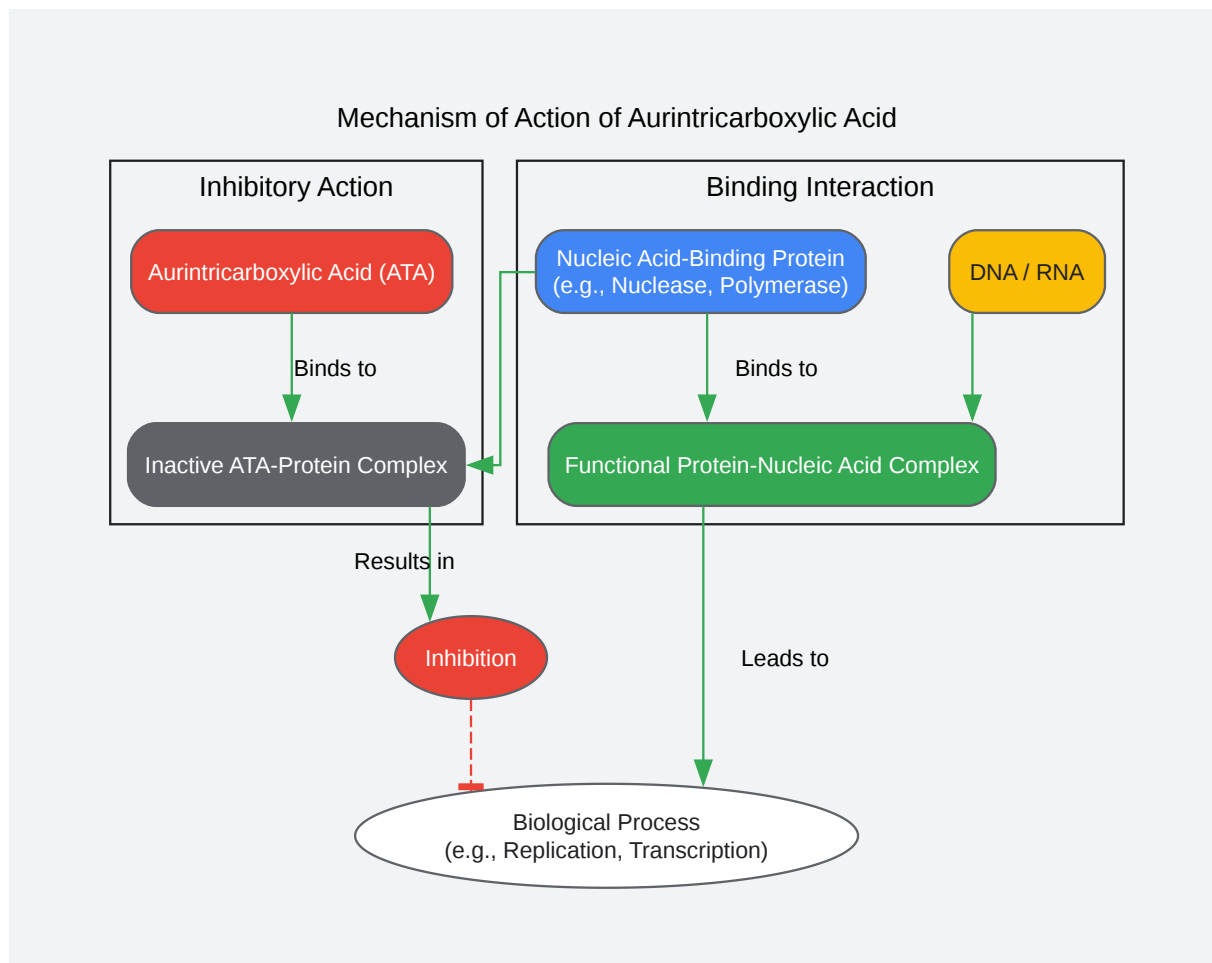 Mechanism of Action of Aurintricarboxylic Acid
Inhibitory Action
Binding Interaction
Aurintricarboxylic Acid (ATA)
Nucleic Acid-Binding Protein
(e.g., Nuclease, Polymerase)
DNA / RNA
Binds to
Binds to
Inactive ATA-Protein Complex
Functional Protein-Nucleic Acid Complex
Results in
Inhibition
Leads to
Biological Process
(e.g., Replication, Transcription)